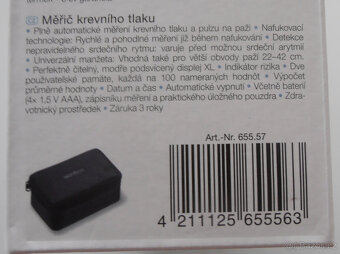 Měřič krevního tlaku
• Plně automatické měření krevního tlaku a pulzu na paži • Nafukovací
technologie: Rychlé a pohodlné měření již během nafukování • Detekce
nepravidelného srdečního rytmu: varuje před možnou srdeční arytmií
• Univerzální manžeta: Vhodná také pro větší obvody paží 22–42 cm.
• Perfektně čitelný, modře podsvícený displej XL • Indikátor rizika • Dvě
uživatelské paměti, každá na 100 naměřených hodnot • Výpočet
průměrné hodnoty • Datum a čas • Automatické vypnutí • Včetně baterií
(4× 1,5 V AAA), zápisníku měření a praktického úložného pouzdra • Zdra-
votnický prostředek • Záruka 3 roky
Art.-Nr. 655.57
4 211125 655563